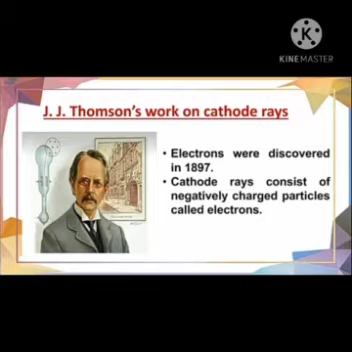 KINEMASTER
J. J. Thomson's work on cathode rays
• Electrons were discovered
in 1897.
• Cathode rays consist of
negatively charged particles
called electrons.